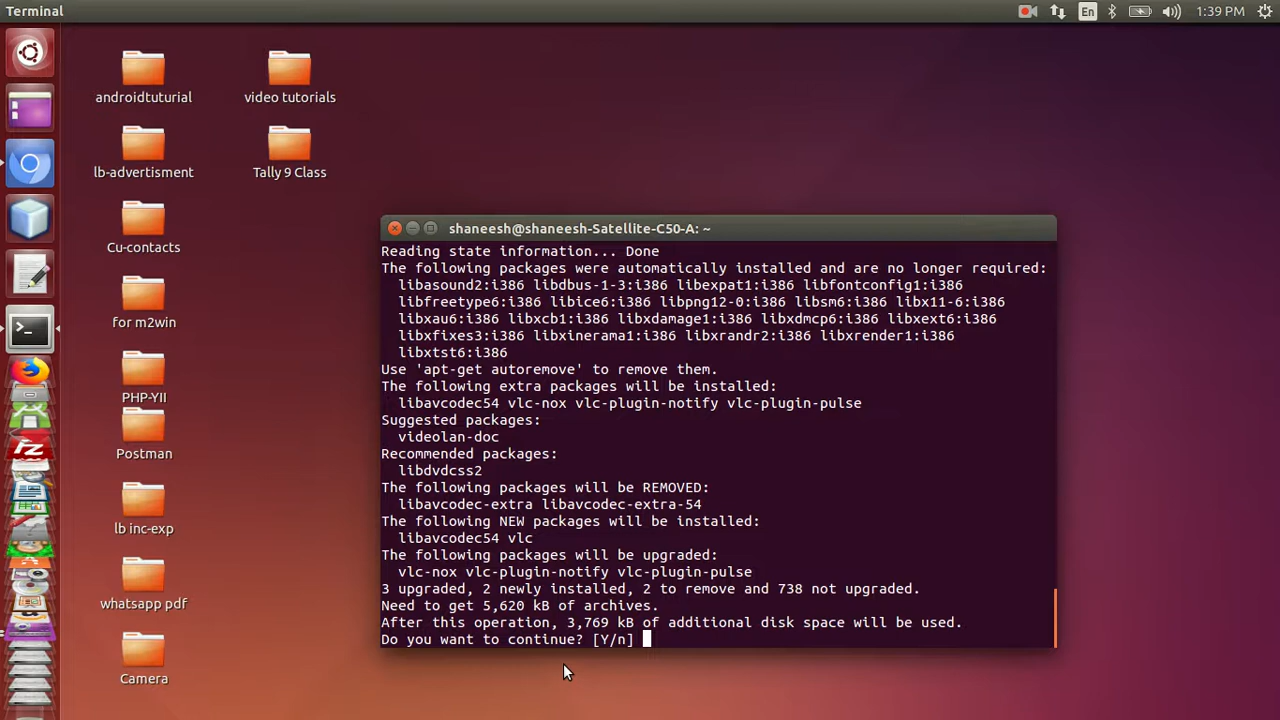 Terminal
En
1:39 PM
androidtuturial
video tutorials
lb-advertisment
Tally 9 Class
Cu-contacts
for m2win
PHP-YII
Postman
lb inc-exp
whatsapp pdf
Camera
shaneesh@shaneesh-Satellite-C50-A: ~
Reading state information... Done
The following packages were automatically installed and are no longer required:
libasound2:i386 libdbus-1-3:i386 libexpat1:i386 libfontconfig1:i386
libfreetype6:i386 libice6:i386 libpng12-0:i386 libsm6:i386 libx11-6:i386
libxau6:i386 libxcb1:i386 libxdamage1:i386 libxdmcp6:i386 libxext6:i386
libxfixes3:i386 libxinerama1:i386 libxrandr2:i386 libxrender1:i386
libxtst6:i386
Use 'apt-get autoremove' to remove them.
The following extra packages will be installed:
libavcodec54 vlc-nox vlc-plugin-notify vlc-plugin-pulse
Suggested packages:
videolan-doc
Recommended packages:
libdvdcss2
The following packages will be REMOVED:
libavcodec-extra libavcodec-extra-54
The following NEW packages will be installed:
libavcodec54 vlc
The following packages will be upgraded:
vlc-nox vlc-plugin-notify vlc-plugin-pulse
3 upgraded, 2 newly installed, 2 to remove and 738 not upgraded.
Need to get 5,620 kB of archives.
After this operation, 3,769 kB of additional disk space will be used.
Do you want to continue? [Y/n]